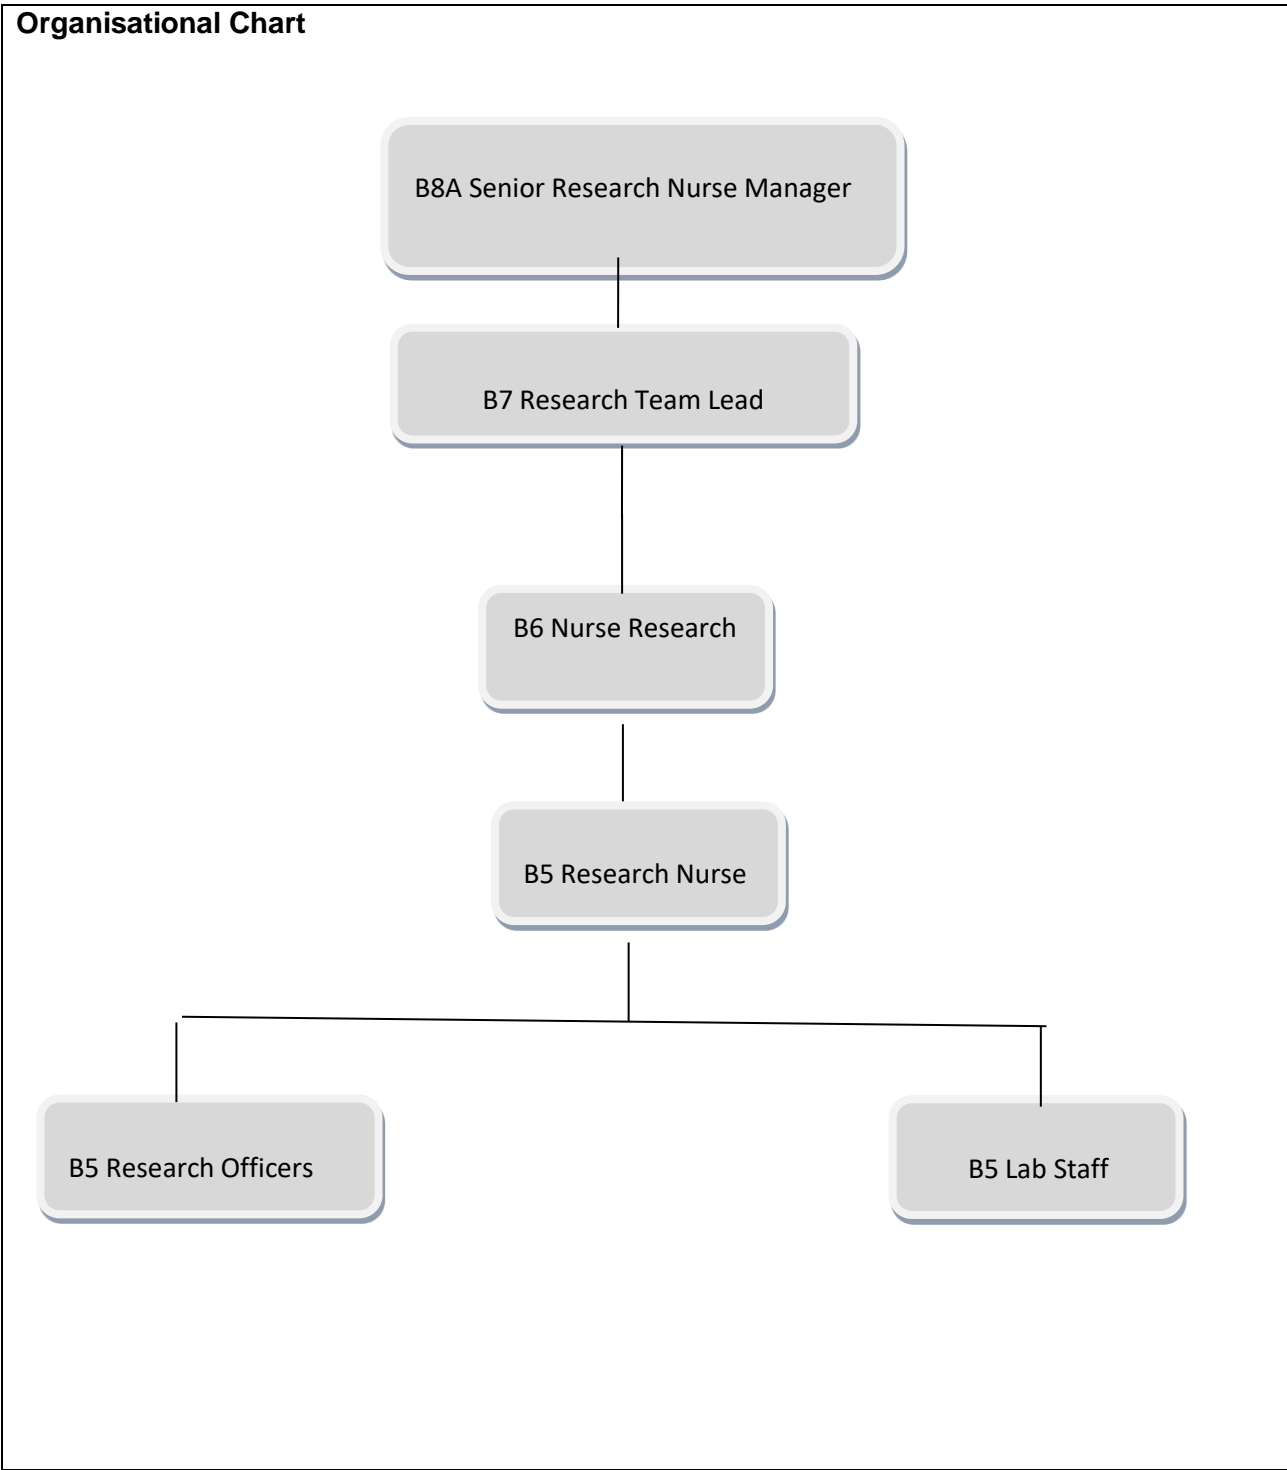 Organisational Chart
B8A Senior Research Nurse Manager
B7 Research Team Lead
B6 Nurse Research
B5 Research Nurse
B5 Research Officers
B5 Lab Staff